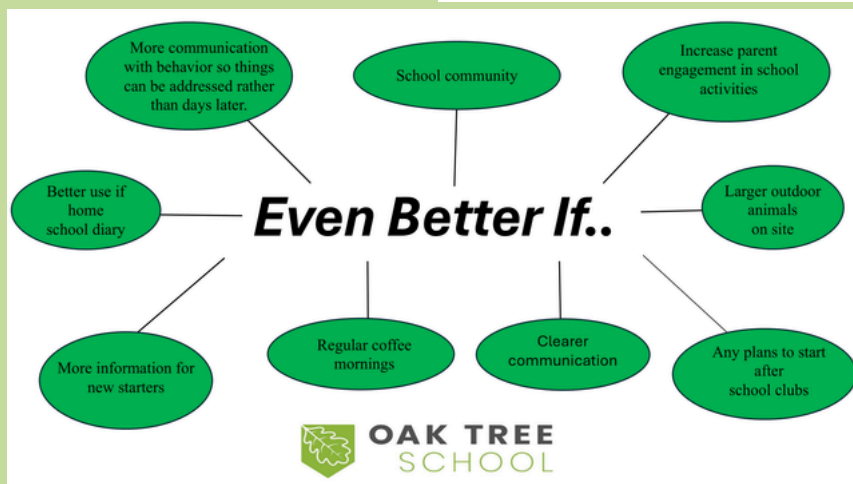 More communication
with behavior so things
can be addressed rather
than days later.
School community
Increase parent
engagement in school
activities
Better use if
home
school diary
Even Better If..
Larger outdoor
animals
on site
More information for
new starters
Regular coffee
mornings
Clearer
communication
Any plans to start
after
school clubs
OAK TREE
SCHOOL